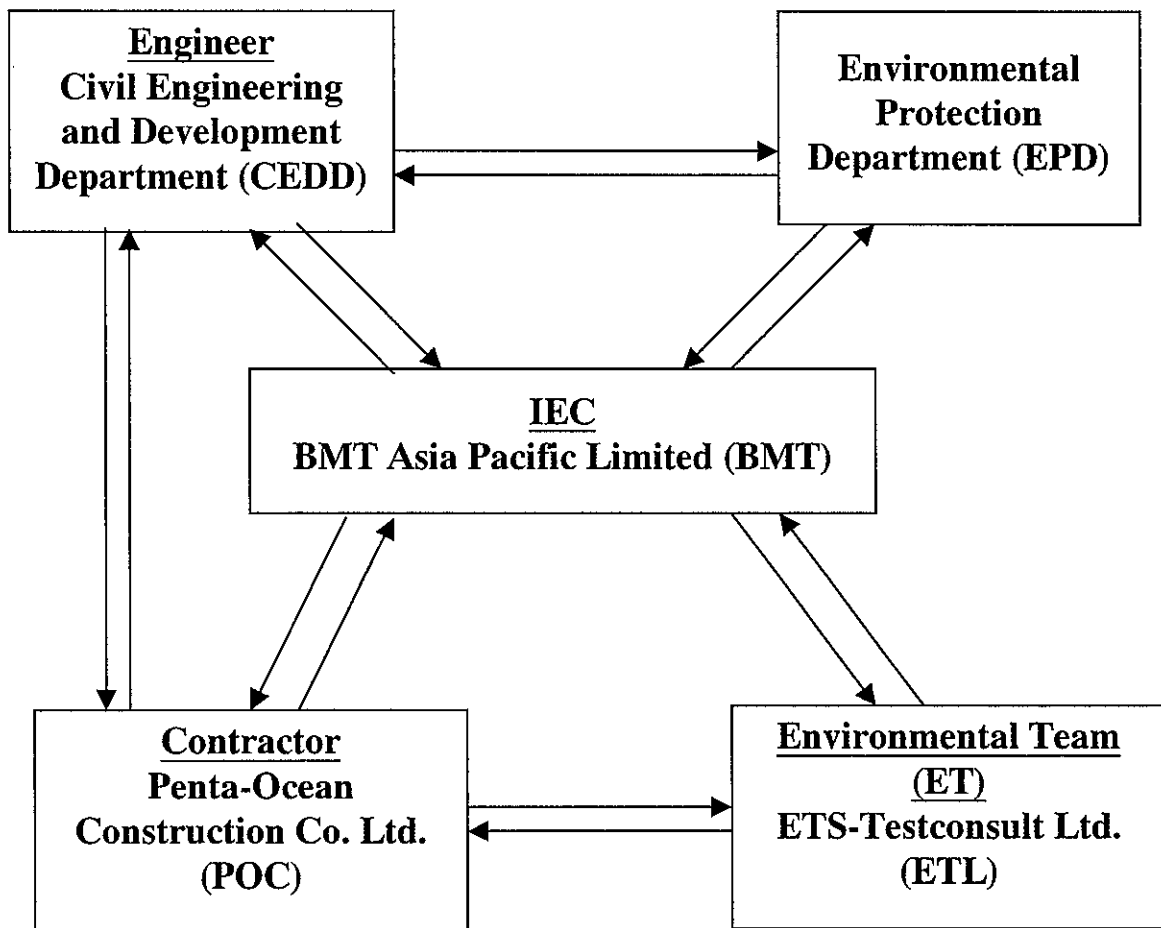 Engineer
Civil Engineering
and Development
Department (CEDD)
Environmental
Protection
Department (EPD)
IEC
BMT Asia Pacific Limited (BMT)
Contractor
Penta-Ocean
Construction Co. Ltd.
(POC)
Environmental Team
(ET)
ETS-Testconsult Ltd.
(ETL)